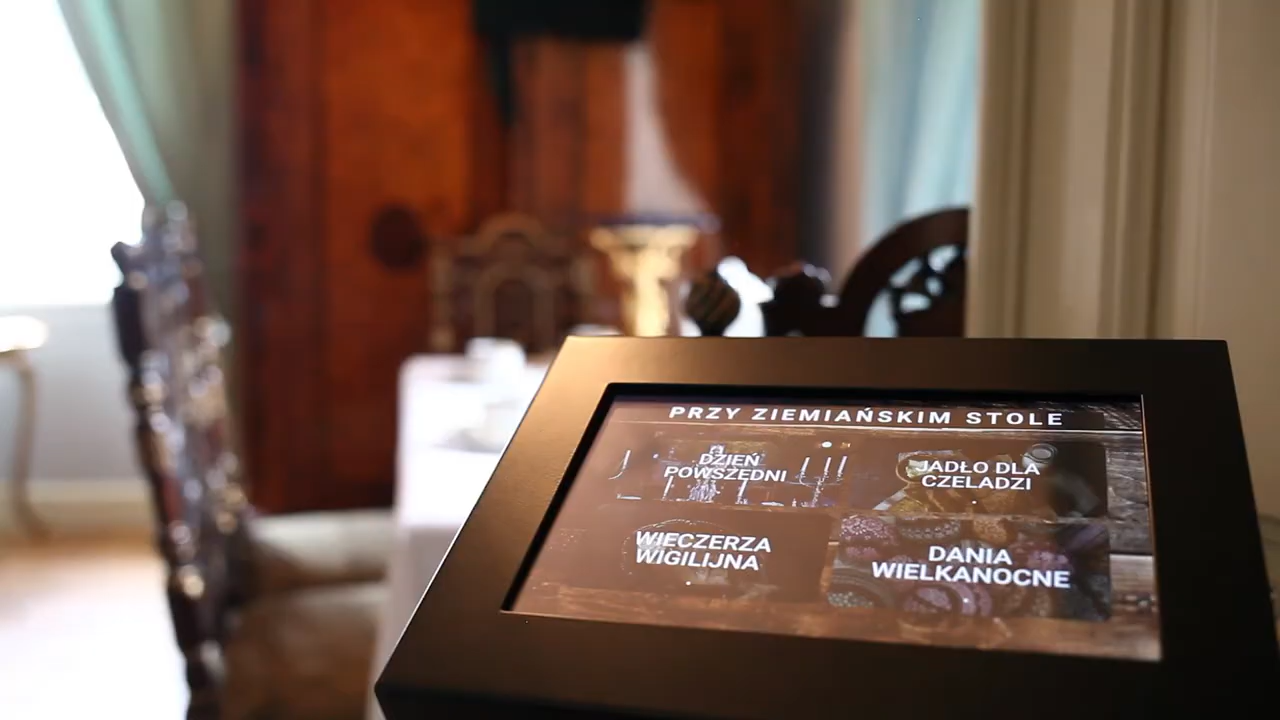 PRZY ZIEMIAŃSKIM STOLE
DZIEŃ
POWSZEDNI
JADŁO DLA
CZELADZI
WIECZERZA
WIGILIJNA
DANIA
WIELKANOCNE